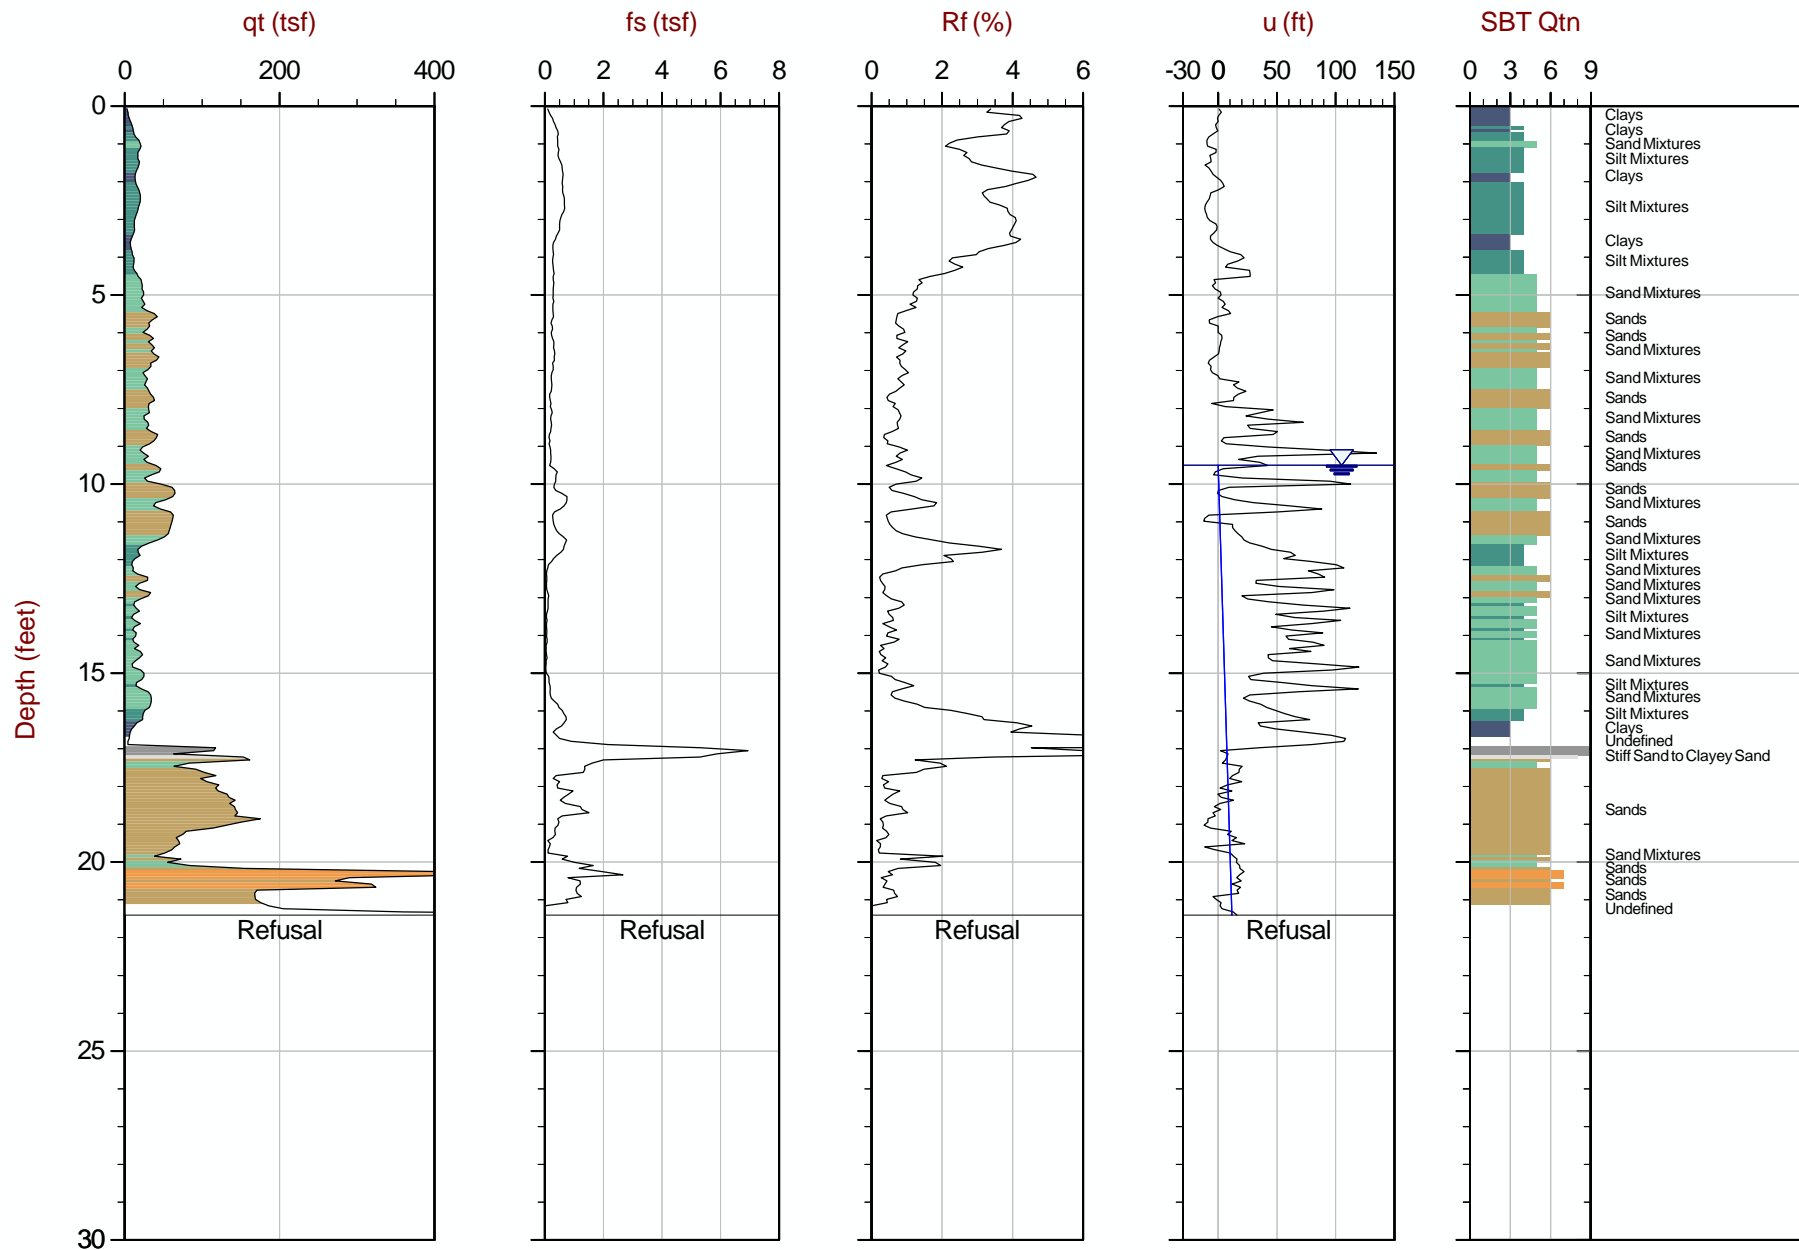 qt (tsf) fs (tsf) Rf (%) u (ft) SBT Qtn
0 200 400 0 2 4 6 8 0 2 4 6 -30 0 50 100 150 0 3 6 9
0
5
10
15
20
25
30
Depth (feet)
Clays
Clays
Sand Mixtures
Silt Mixtures
Clays
Silt Mixtures
Clays
Silt Mixtures
Sand Mixtures
Sands
Sands
Sand Mixtures
Sand Mixtures
Sands
Sand Mixtures
Sands
Sand Mixtures
Sands
Sands
Sand Mixtures
Sands
Sand Mixtures
Silt Mixtures
Sand Mixtures
Sand Mixtures
Sand Mixtures
Silt Mixtures
Sand Mixtures
Sand Mixtures
Silt Mixtures
Sand Mixtures
Silt Mixtures
Clays
Undefined
Stiff Sand to Clayey Sand
Sands
Sand Mixtures
Sands
Sands
Sands
Undefined
Refusal Refusal Refusal Refusal